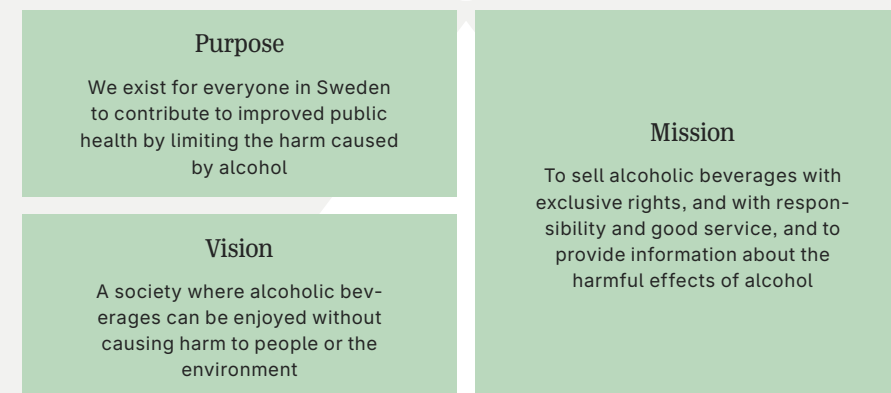 Purpose
We exist for everyone in Sweden
to contribute to improved public
health by limiting the harm caused
by alcohol
Vision
A society where alcoholic bev-
erages can be enjoyed without
causing harm to people or the
environment
Mission
To sell alcoholic beverages with
exclusive rights, and with respon-
sibility and good service, and to
provide information about the
harmful effects of alcohol